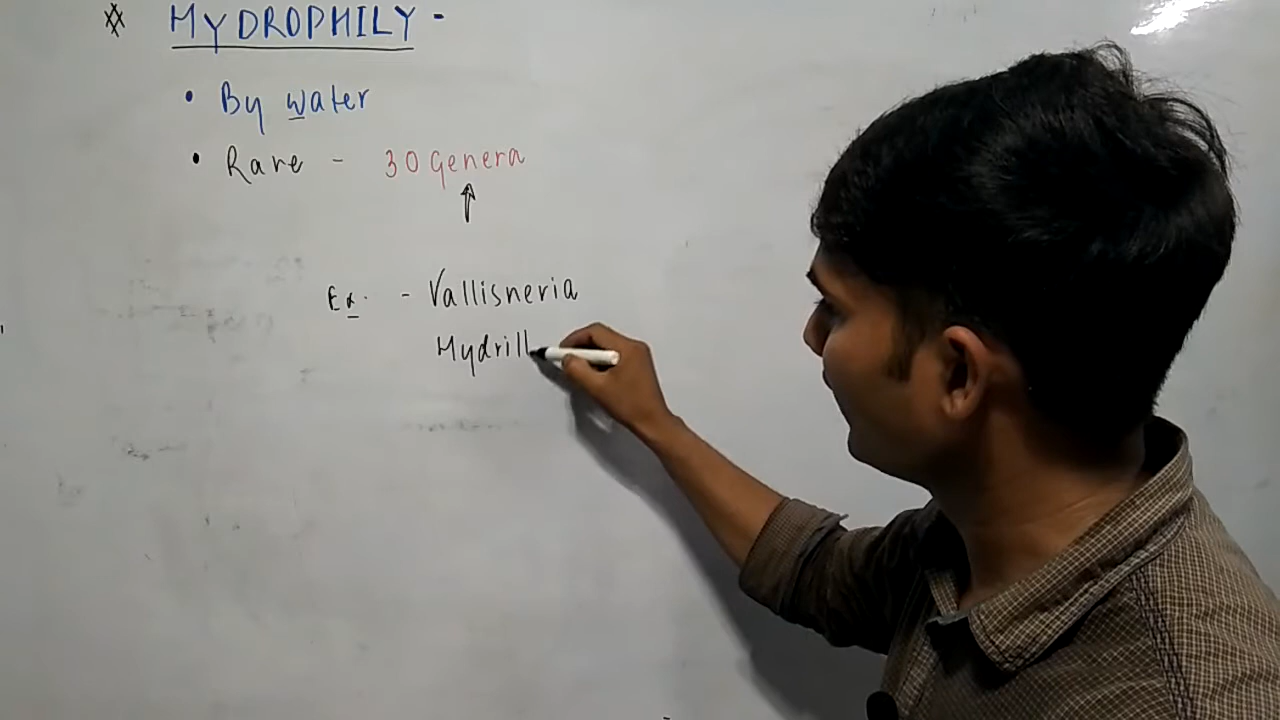 HYDROPHILY -
• By water
• Rare - 30 Genera
Ex. - Vallisneria
Hydrill